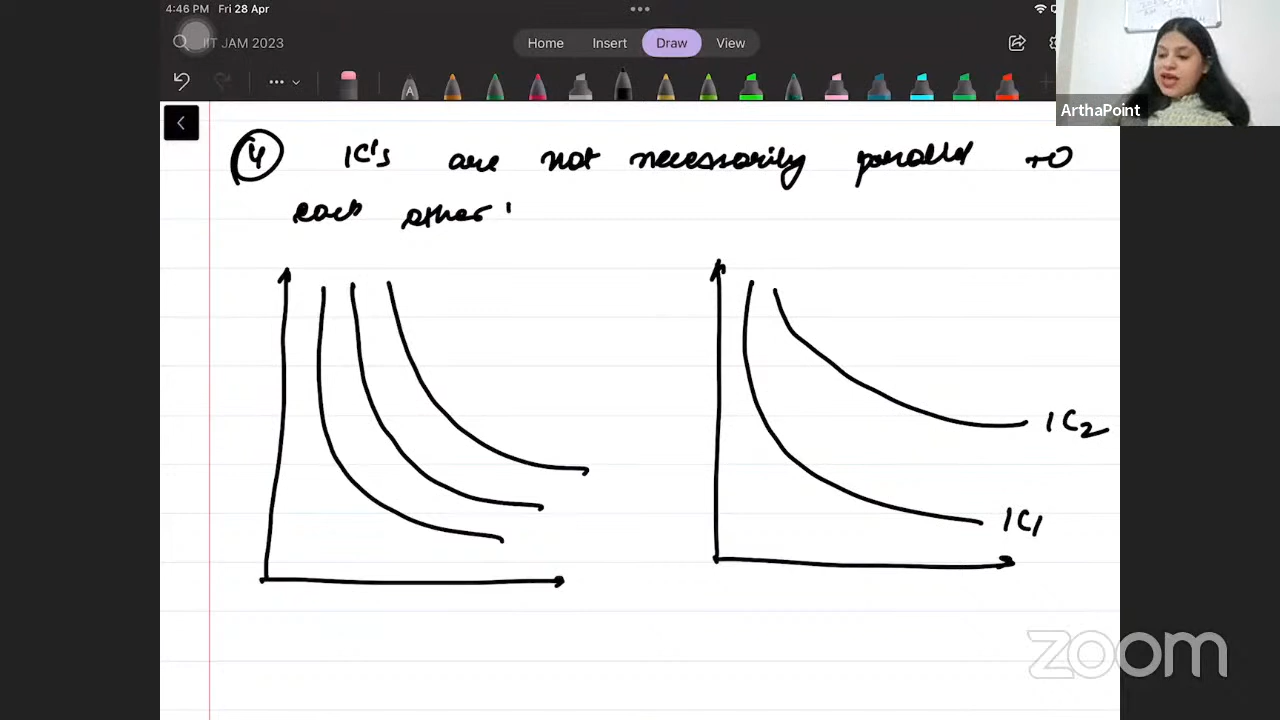 4:46 PM Fri 28 Apr
IIT JAM 2023
Home Insert Draw View
A
ArthaPoint
4 IC's are not necessarily parallel to
each other
IC2
IC1
zoom